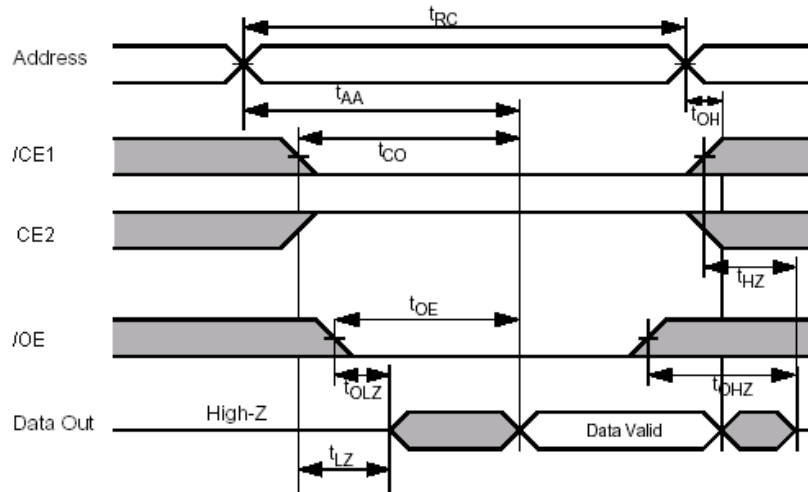 tRC
Address
tAA
tOH
/CE1
tCO
CE2
tHZ
tOE
/OE
tOLZ
tOHZ
Data Out
High-Z
Data Valid
tLZ